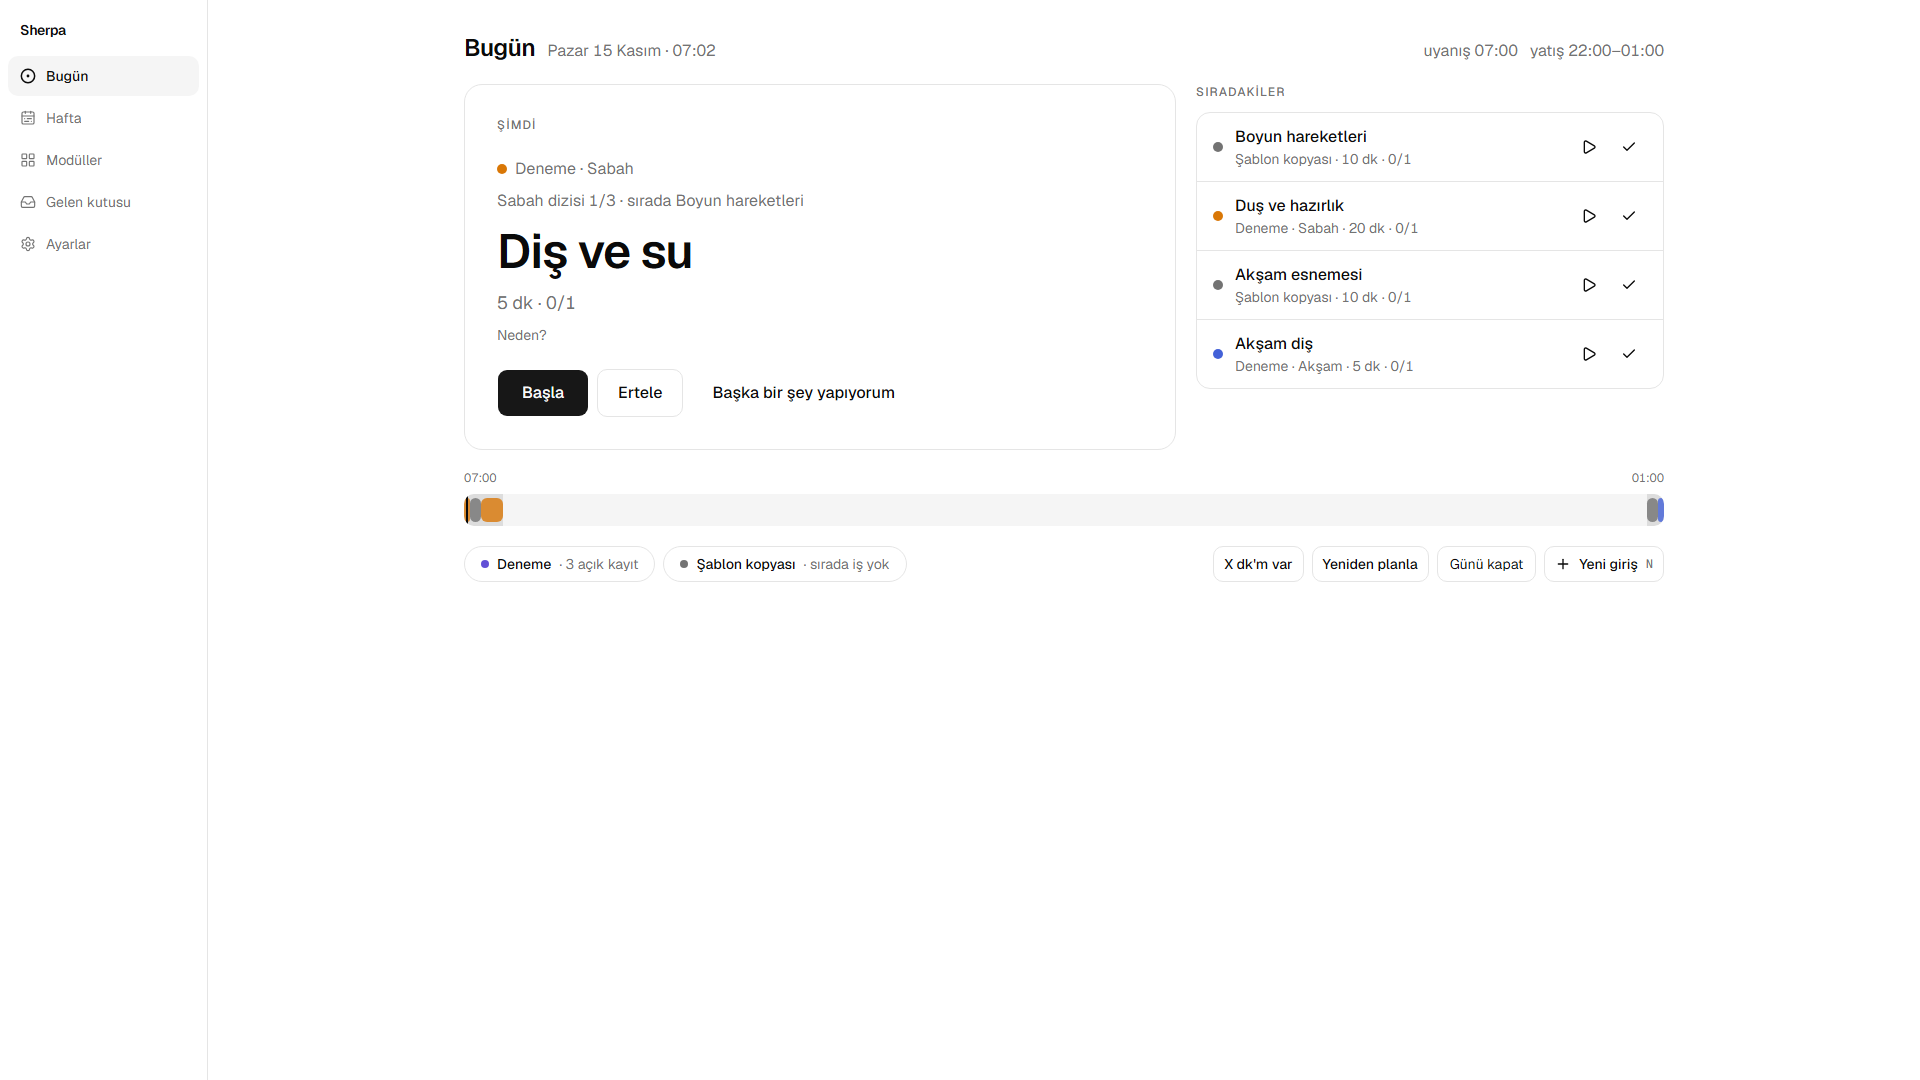 Sherpa
Bugün
Hafta
Modüller
Gelen kutusu
Ayarlar
Bugün Pazar 15 Kasım · 07:02
uyanış 07:00 yatış 22:00–01:00
ŞİMDİ
Deneme · Sabah
Sabah dizisi 1/3 · sırada Boyun hareketleri
Diş ve su
5 dk · 0/1
Neden?
Başla Ertele Başka bir şey yapıyorum
SIRADAKİLER
Boyun hareketleri
Şablon kopyası · 10 dk · 0/1
Duş ve hazırlık
Deneme · Sabah · 20 dk · 0/1
Akşam esnemesi
Şablon kopyası · 10 dk · 0/1
Akşam diş
Deneme · Akşam · 5 dk · 0/1
07:00 01:00
Deneme · 3 açık kayıt Şablon kopyası · sırada iş yok
X dk'm var Yeniden planla Günü kapat + Yeni giriş N